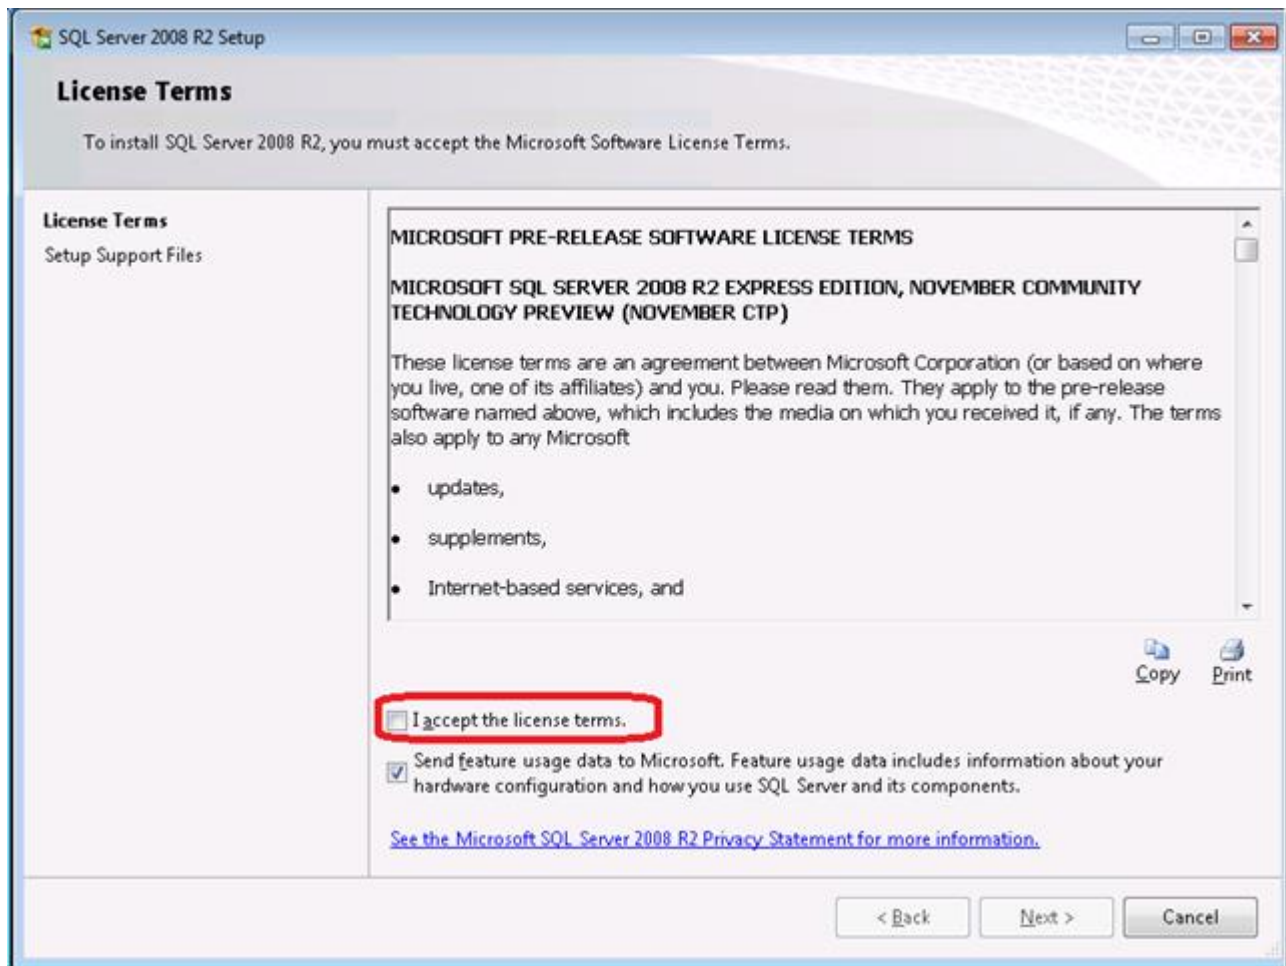 SQL Server 2008 R2 Setup
License Terms
To install SQL Server 2008 R2, you must accept the Microsoft Software License Terms.
License Terms
Setup Support Files
MICROSOFT PRE-RELEASE SOFTWARE LICENSE TERMS
MICROSOFT SQL SERVER 2008 R2 EXPRESS EDITION, NOVEMBER COMMUNITY
TECHNOLOGY PREVIEW (NOVEMBER CTP)
These license terms are an agreement between Microsoft Corporation (or based on where
you live, one of its affiliates) and you. Please read them. They apply to the pre-release
software named above, which includes the media on which you received it, if any. The terms
also apply to any Microsoft
• updates,
• supplements,
• Internet-based services, and
Copy Print
I accept the license terms.
Send feature usage data to Microsoft. Feature usage data includes information about your
hardware configuration and how you use SQL Server and its components.
See the Microsoft SQL Server 2008 R2 Privacy Statement for more information.
< Back Next > Cancel